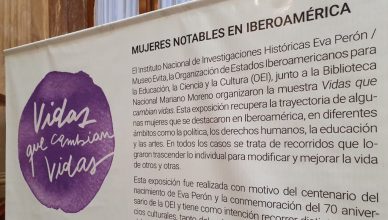 MUJERES NOTABLES EN IBEROAMÉRICA
El Instituto Nacional de Investigaciones Históricas Eva Perón /
Museo Evita, la Organización de Estados Iberoamericanos para
la Educación, la Ciencia y la Cultura (OEI), junto a la Biblioteca
Nacional Mariano Moreno organizaron la muestra Vidas que
cambian vidas. Esta exposición recupera la trayectoria de algu-
nas mujeres que se destacaron en Iberoamérica, en diferentes
ámbitos como la política, los derechos humanos, la educación
y las artes. En todos los casos se trata de recorridos que lo-
graron trascender lo individual para modificar y mejorar la vida
de otros y otras.
Esta exposición fue realizada con motivo del centenario del
nacimiento de Eva Perón y la conmemoración del 70 aniver-
sario de la OEI y tiene como intención recorrer
dos culturales, tanto del
Vidas
que cambian
Vidas